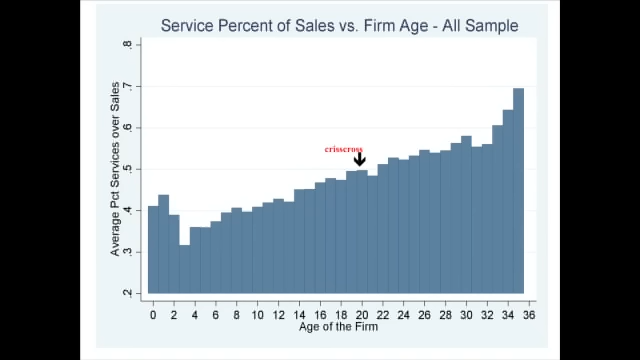 Service Percent of Sales vs. Firm Age - All Sample
Average Pct Services over Sales
.8
.7
.6
.5
.4
.3
.2
crisscross
0 2 4 6 8 10 12 14 16 18 20 22 24 26 28 30 32 34 36
Age of the Firm